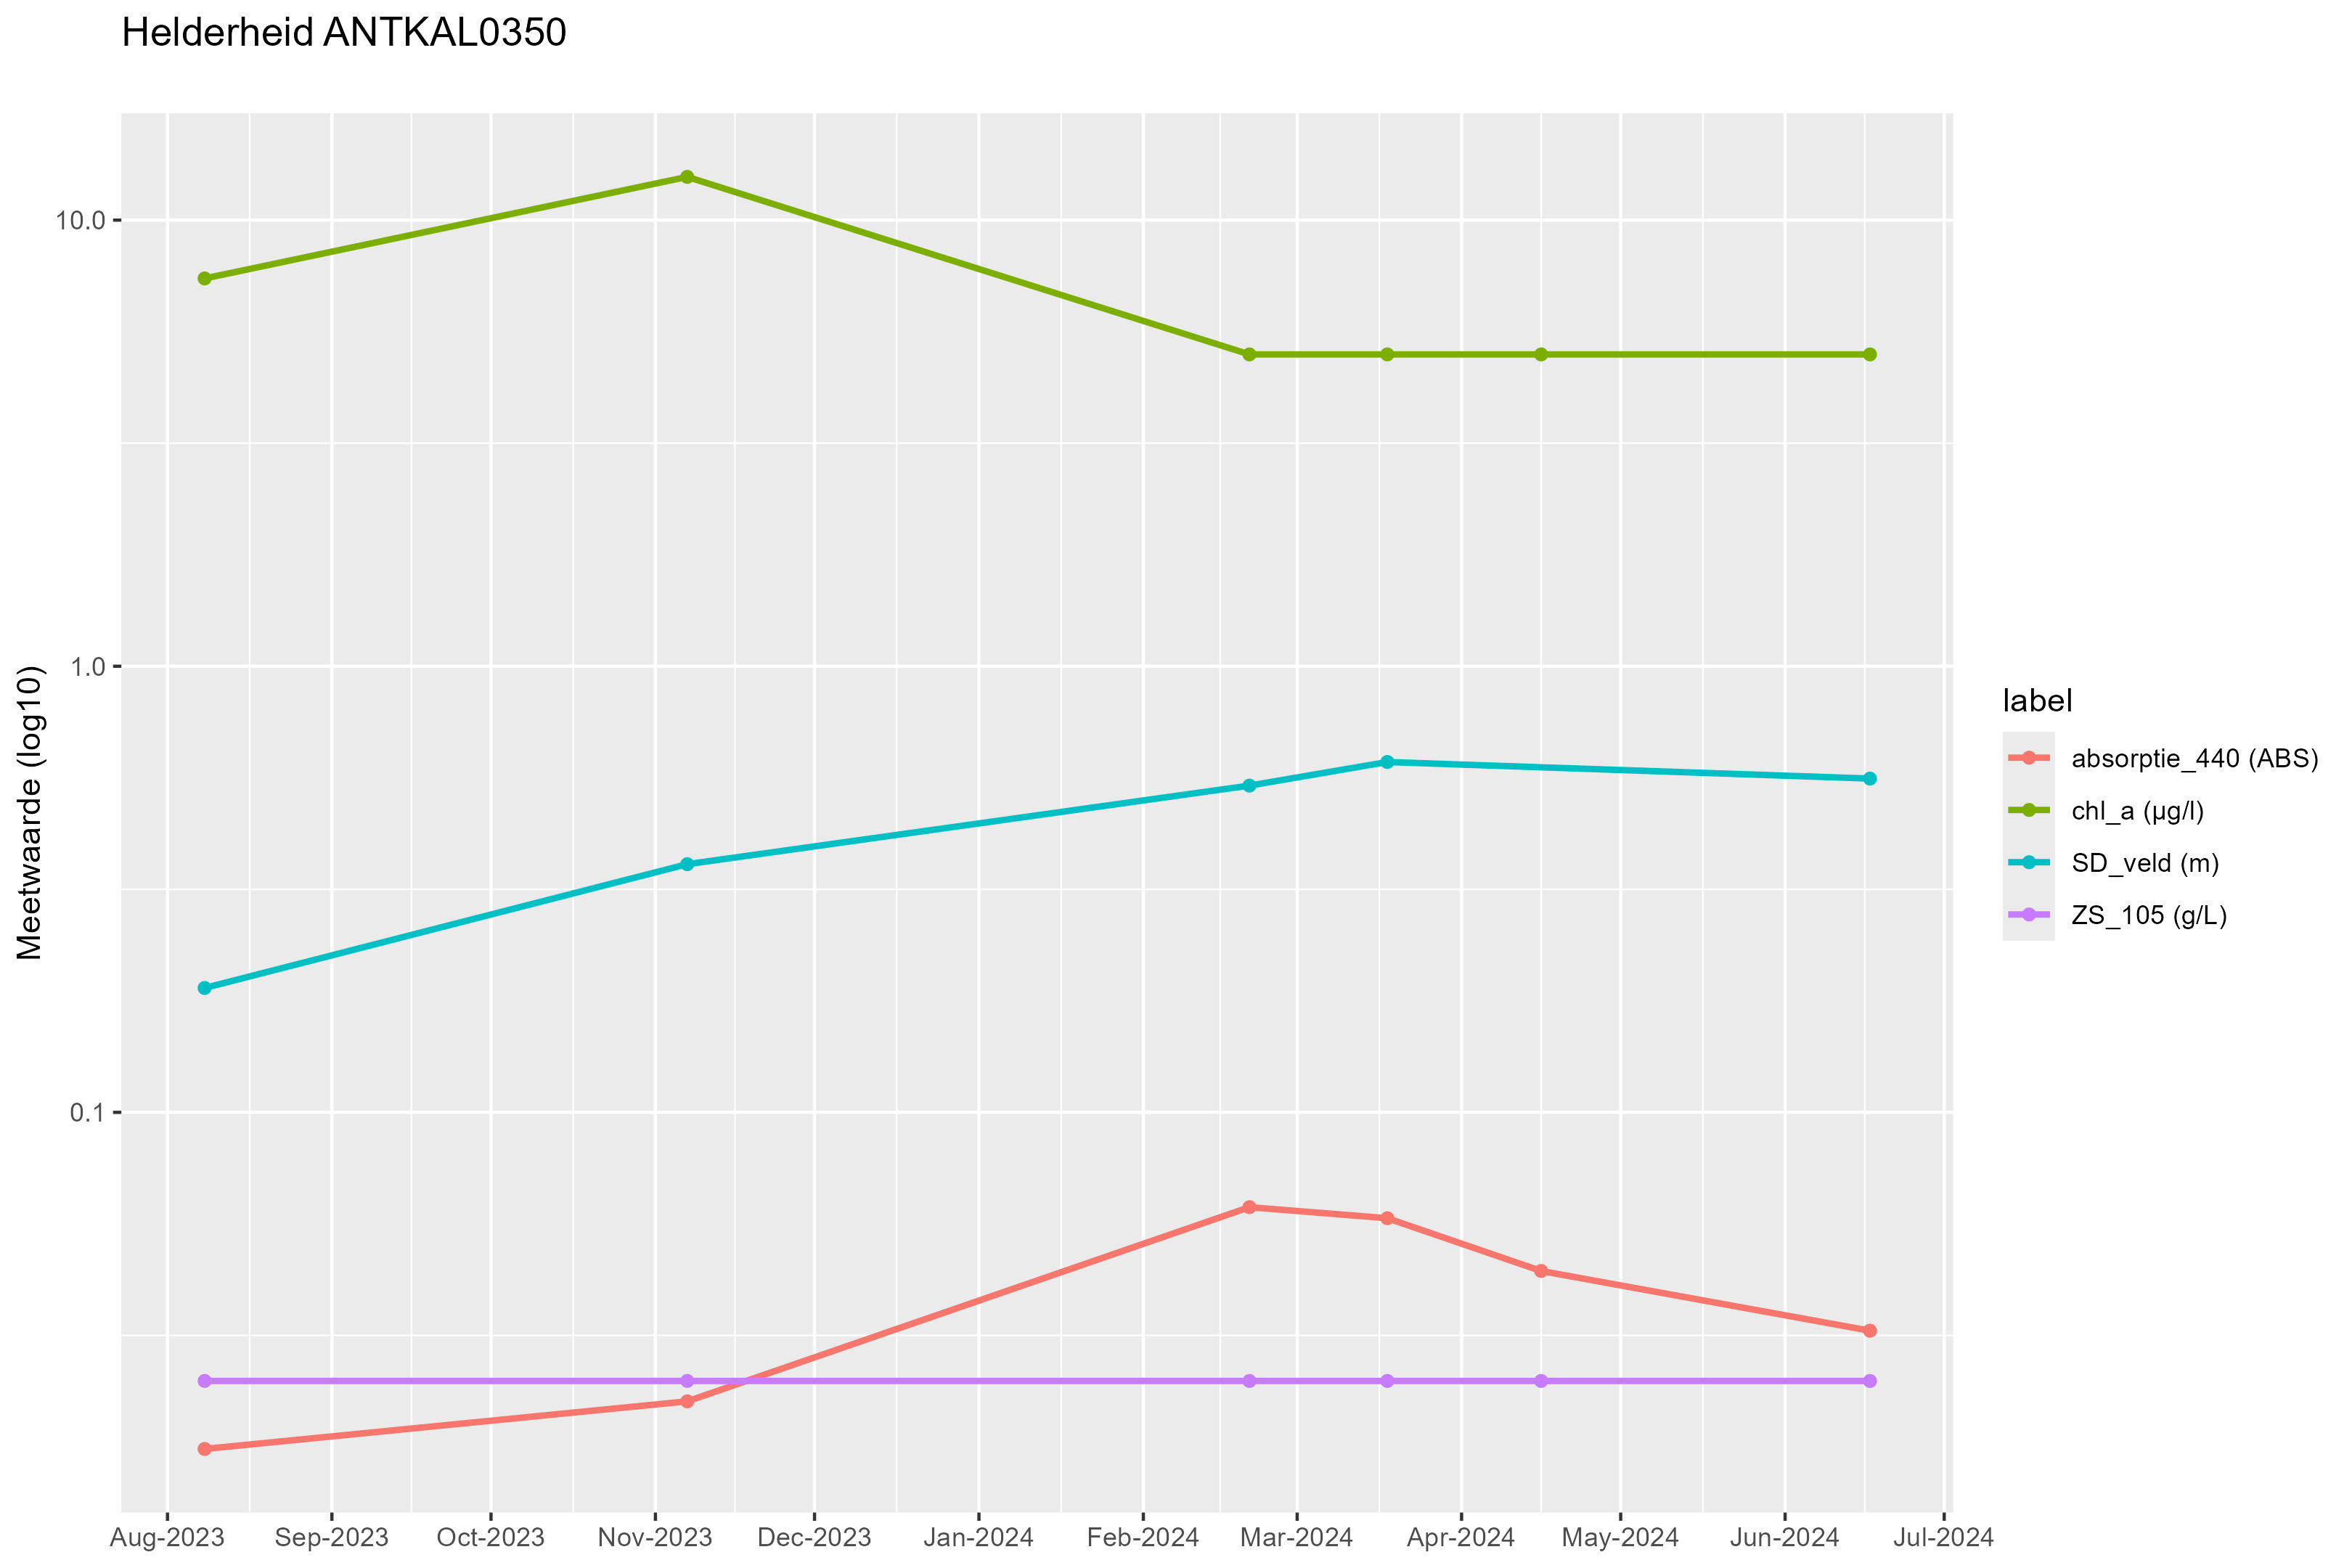 Helderheid ANTKAL0350
10.0
1.0
0.1
Meetwaarde (log10)
Aug-2023 Sep-2023 Oct-2023 Nov-2023 Dec-2023 Jan-2024 Feb-2024 Mar-2024 Apr-2024 May-2024 Jun-2024 Jul-2024
label
absorptie_440 (ABS)
chl_a (µg/l)
SD_veld (m)
ZS_105 (g/L)